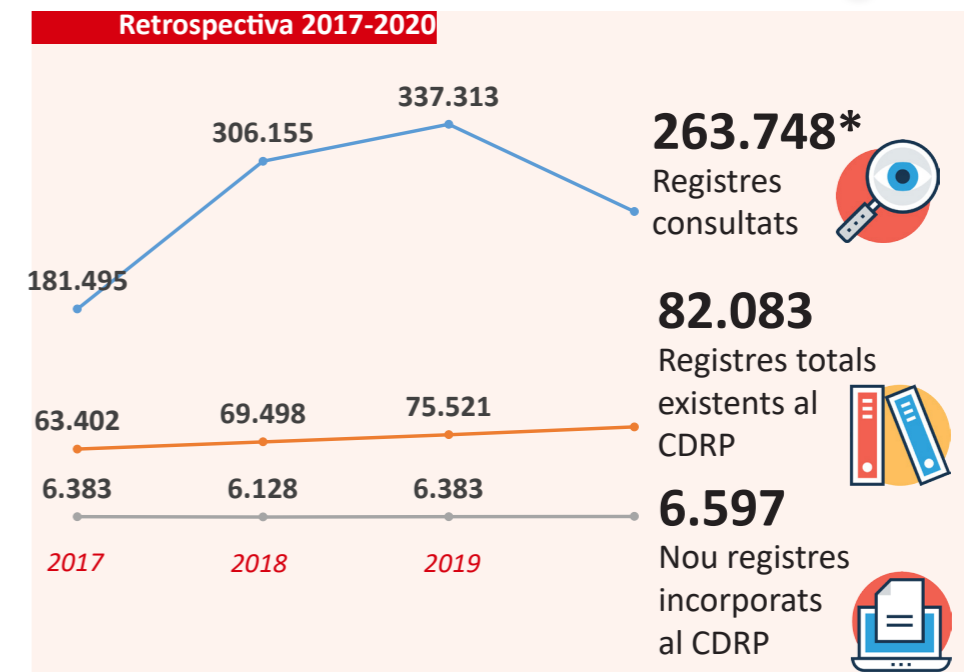 Retrospectiva 2017-2020
337.313
306.155
181.495
263.748*
Registres
consultats
63.402
69.498
75.521
82.083
Registres totals
existents al
CDRP
6.383
6.128
6.383
6.597
Nou registres
incorporats
al CDRP
2017
2018
2019